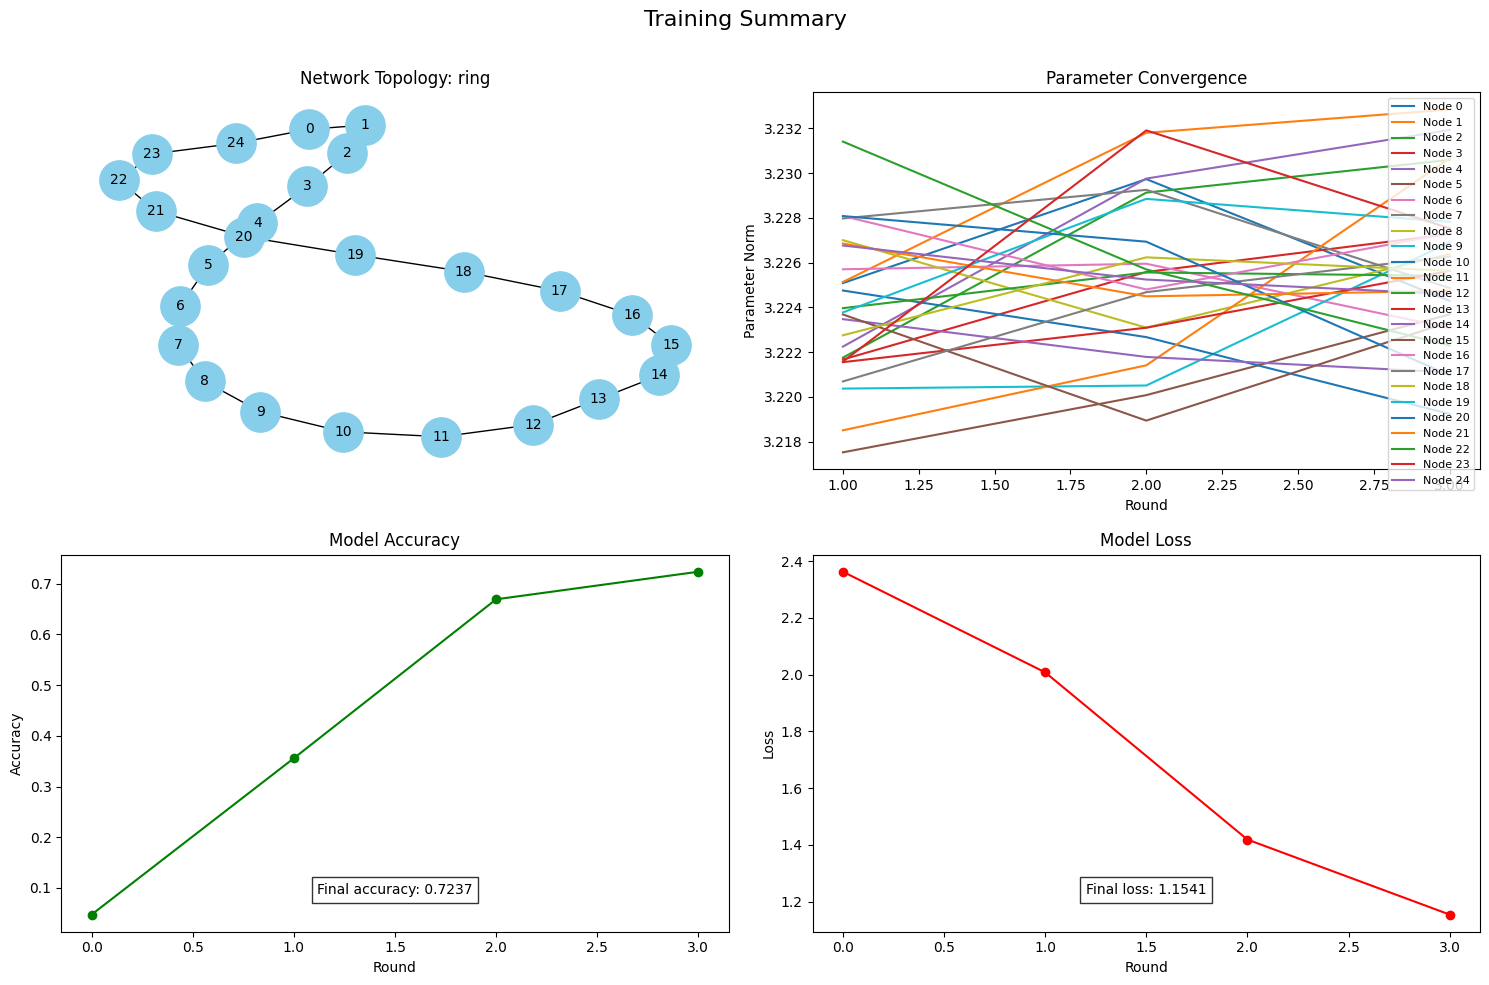 Training Summary
Network Topology: ring
0
1
2
3
4
5
6
7
8
9
10
11
12
13
14
15
16
17
18
19
20
21
22
23
24
Parameter Convergence
Parameter Norm
3.232
3.230
3.228
3.226
3.224
3.222
3.220
3.218
1.00 1.25 1.50 1.75 2.00 2.25 2.50 2.75 3.00
Round
Node 0
Node 1
Node 2
Node 3
Node 4
Node 5
Node 6
Node 7
Node 8
Node 9
Node 10
Node 11
Node 12
Node 13
Node 14
Node 15
Node 16
Node 17
Node 18
Node 19
Node 20
Node 21
Node 22
Node 23
Node 24
Model Accuracy
Accuracy
0.7
0.6
0.5
0.4
0.3
0.2
0.1
Final accuracy: 0.7237
0.0 0.5 1.0 1.5 2.0 2.5 3.0
Round
Model Loss
Loss
2.4
2.2
2.0
1.8
1.6
1.4
1.2
Final loss: 1.1541
0.0 0.5 1.0 1.5 2.0 2.5 3.0
Round